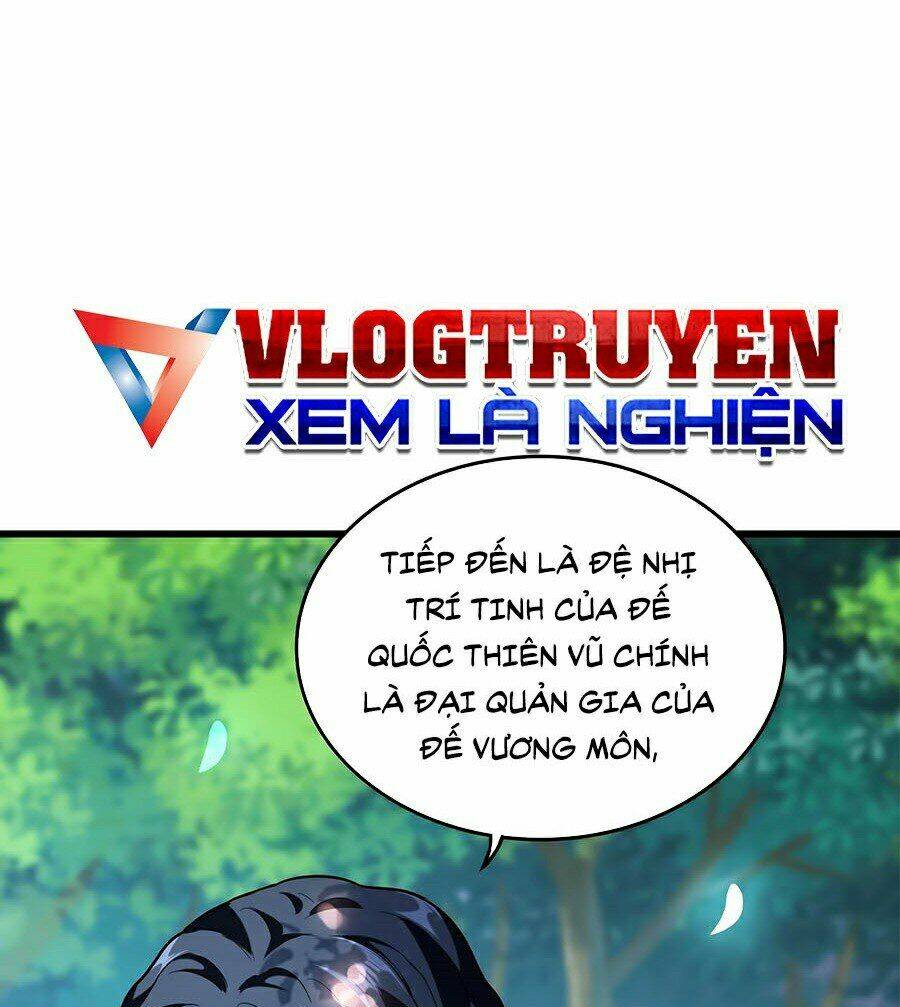 VLOGTRUYEN
XEM LÀ NGHIỆN
TIẾP ĐẾN LÀ ĐỆ NHỊ
TRÍ TINH CỦA ĐẾ
QUỐC THIÊN VŨ CHÍNH
LÀ ĐẠI QUẢN GIA CỦA
ĐẾ VƯƠNG MÔN,